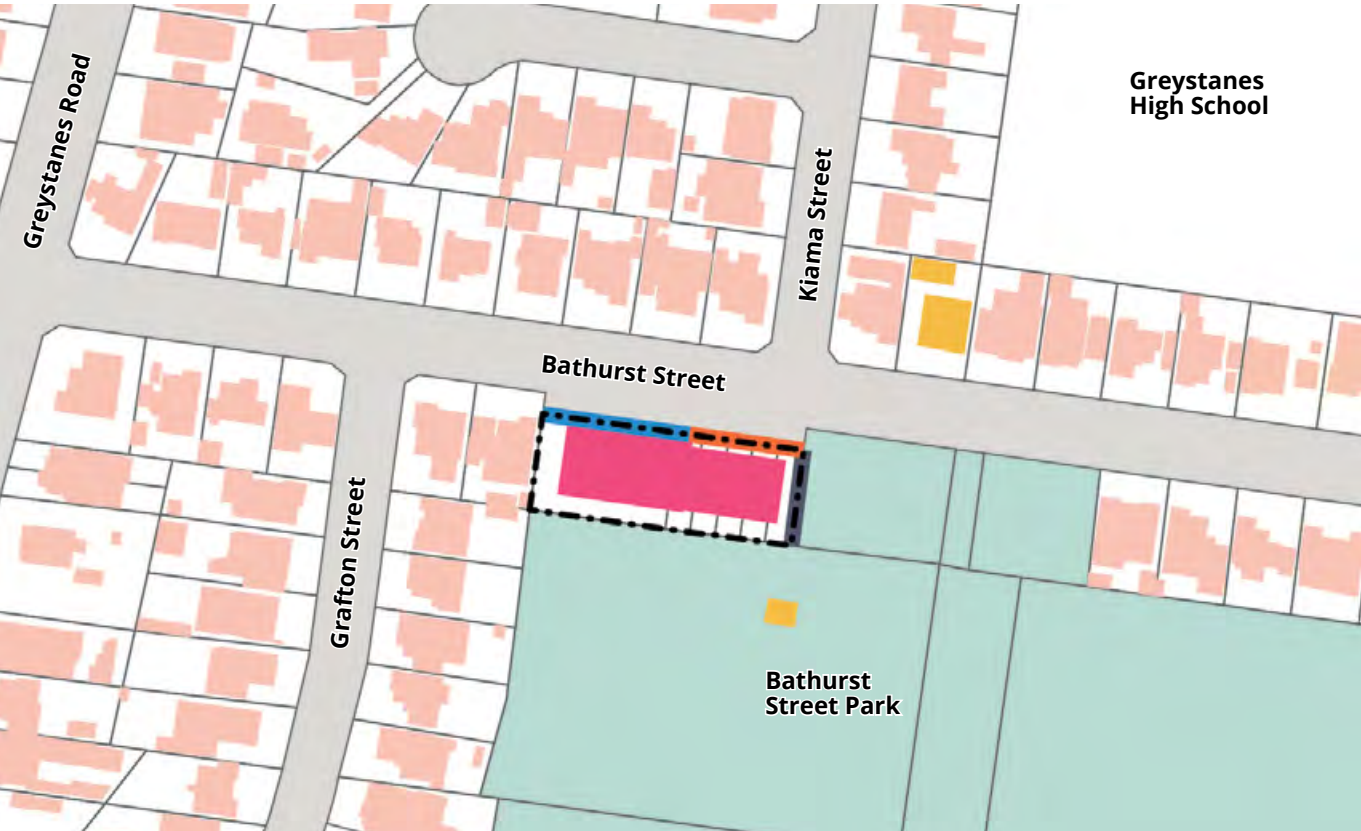 Greystanes
High School
Greystanes Road
Kiama Street
Bathurst Street
Grafton Street
Bathurst
Street Park